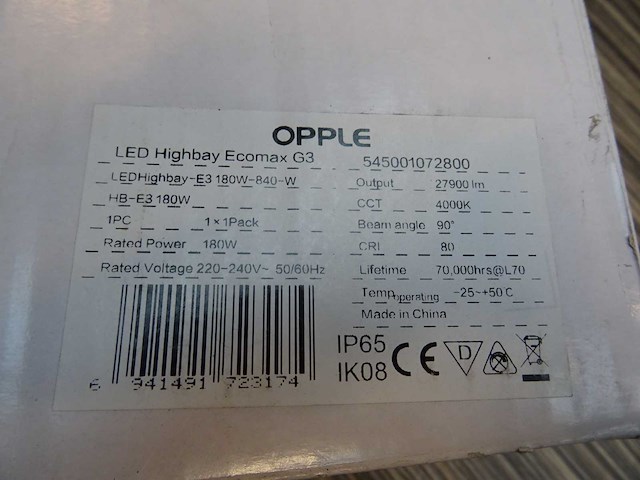 OPPLE
LED Highbay Ecomax G3
LEDHighbay-E3 180W-840-W
HB-E3 180W
1PC 1×1Pack
Rated Power 180W
Rated Voltage 220-240V~ 50/60Hz
6 941491 723174
545001072800
Output 27900 lm
CCT 4000K
Beam angle 90°
CRI 80
Lifetime 70,000hrs@L70
Temp.operating -25~+50℃
Made in China
IP65
IK08
CE
D